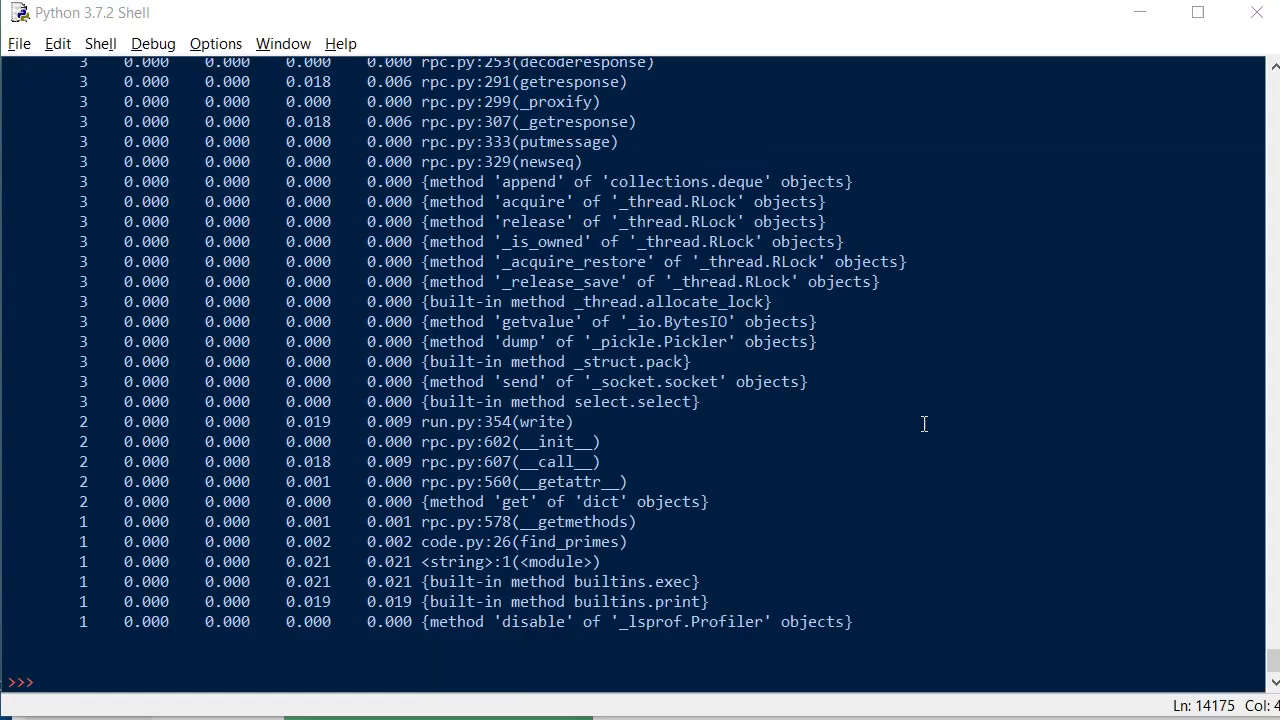 Python 3.7.2 Shell
File Edit Shell Debug Options Window Help
3 0.000 0.000 0.000 0.000 rpc.py:253(decoderesponse)
3 0.000 0.000 0.018 0.006 rpc.py:291(getresponse)
3 0.000 0.000 0.000 0.000 rpc.py:299(_proxify)
3 0.000 0.000 0.018 0.006 rpc.py:307(_getresponse)
3 0.000 0.000 0.000 0.000 rpc.py:333(putmessage)
3 0.000 0.000 0.000 0.000 rpc.py:329(newseq)
3 0.000 0.000 0.000 0.000 {method 'append' of 'collections.deque' objects}
3 0.000 0.000 0.000 0.000 {method 'acquire' of '_thread.RLock' objects}
3 0.000 0.000 0.000 0.000 {method 'release' of '_thread.RLock' objects}
3 0.000 0.000 0.000 0.000 {method '_is_owned' of '_thread.RLock' objects}
3 0.000 0.000 0.000 0.000 {method '_acquire_restore' of '_thread.RLock' objects}
3 0.000 0.000 0.000 0.000 {method '_release_save' of '_thread.RLock' objects}
3 0.000 0.000 0.000 0.000 {built-in method _thread.allocate_lock}
3 0.000 0.000 0.000 0.000 {method 'getvalue' of '_io.BytesIO' objects}
3 0.000 0.000 0.000 0.000 {method 'dump' of '_pickle.Pickler' objects}
3 0.000 0.000 0.000 0.000 {built-in method _struct.pack}
3 0.000 0.000 0.000 0.000 {method 'send' of '_socket.socket' objects}
3 0.000 0.000 0.000 0.000 {built-in method select.select}
2 0.000 0.000 0.019 0.009 run.py:354(write)
2 0.000 0.000 0.000 0.000 rpc.py:602(__init__)
2 0.000 0.000 0.018 0.009 rpc.py:607(__call__)
2 0.000 0.000 0.001 0.000 rpc.py:560(__getattr__)
2 0.000 0.000 0.000 0.000 {method 'get' of 'dict' objects}
1 0.000 0.000 0.001 0.001 rpc.py:578(__getmethods)
1 0.000 0.000 0.002 0.002 code.py:26(find_primes)
1 0.000 0.000 0.021 0.021 <string>:1(<module>)
1 0.000 0.000 0.021 0.021 {built-in method builtins.exec}
1 0.000 0.000 0.019 0.019 {built-in method builtins.print}
1 0.000 0.000 0.000 0.000 {method 'disable' of '_lsprof.Profiler' objects}
>>>
Ln: 14175 Col: 4